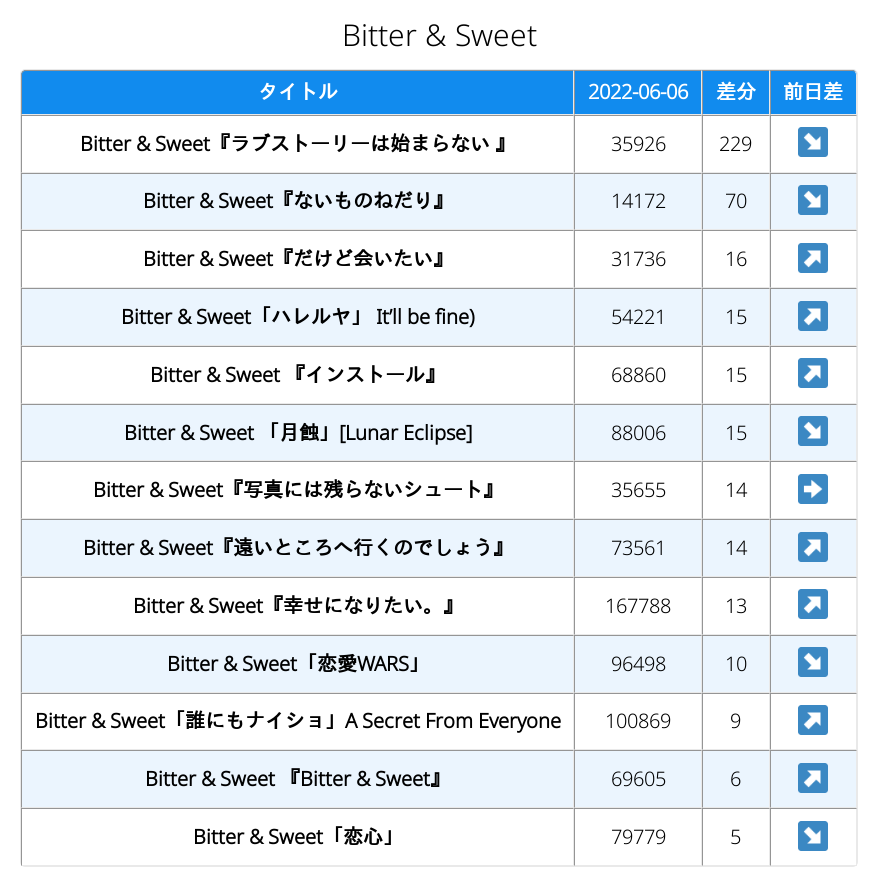 Bitter & Sweet
タイトル 2022-06-06 差分 前日差
Bitter & Sweet『ラブストーリーは始まらない 』 35926 229 ↘
Bitter & Sweet『ないものねだり』 14172 70 ↘
Bitter & Sweet『だけど会いたい』 31736 16 ↗
Bitter & Sweet「ハレルヤ」 It'll be fine) 54221 15 ↗
Bitter & Sweet 『インストール』 68860 15 ↗
Bitter & Sweet 「月蝕」[Lunar Eclipse] 88006 15 ↘
Bitter & Sweet『写真には残らないシュート』 35655 14 →
Bitter & Sweet『遠いところへ行くのでしょう』 73561 14 ↗
Bitter & Sweet『幸せになりたい。』 167788 13 ↗
Bitter & Sweet「恋愛WARS」 96498 10 ↘
Bitter & Sweet「誰にもナイショ」A Secret From Everyone 100869 9 ↗
Bitter & Sweet 『Bitter & Sweet』 69605 6 ↗
Bitter & Sweet「恋心」 79779 5 ↘